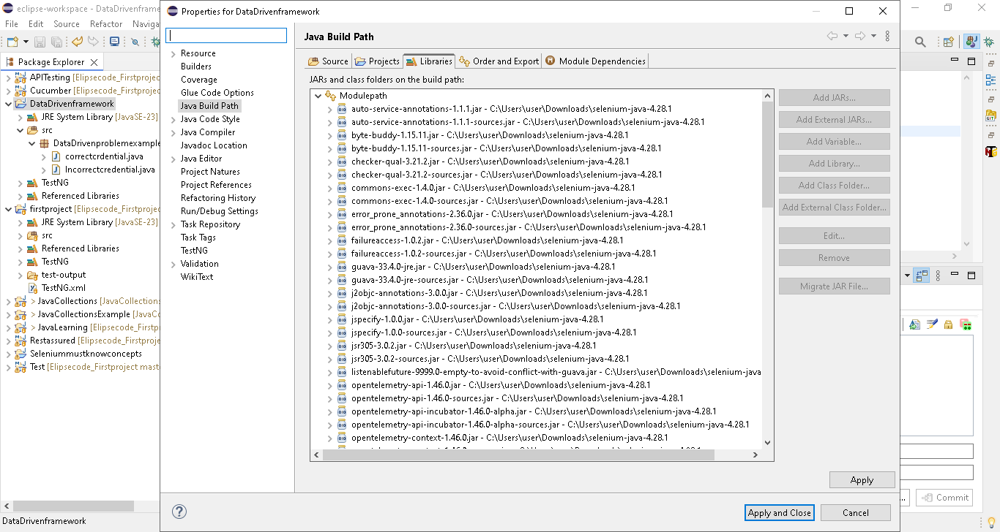 eclipse-workspace - DataDrivenframework
File Edit Source Refactor Naviga
Package Explorer
APITesting [Elipsecode_Firstprojec
Cucumber [Elipsecode_Firstprojec
DataDrivenframework
JRE System Library [JavaSE-23]
src
DataDrivenproblemexample
correctcrdential.java
Incorrectcredential.java
TestNG
Referenced Libraries
firstproject [Elipsecode_Firstprojec
JRE System Library [JavaSE-23]
src
Referenced Libraries
TestNG
test-output
TestNG.xml
> JavaCollections [JavaCollections
> JavaCollectionsExample [JavaCo
> JavaLearning [Elipsecode_Firstp
Restassured [Elipsecode_Firstproje
Seleniummustknowconcepts
Test [Elipsecode_Firstproject mast
DataDrivenframework
Properties for DataDrivenframework
Resource
Builders
Coverage
Glue Code Options
Java Build Path
Java Code Style
Java Compiler
Javadoc Location
Java Editor
Project Natures
Project References
Refactoring History
Run/Debug Settings
Task Repository
Task Tags
TestNG
Validation
WikiText
Java Build Path
Source Projects Libraries Order and Export Module Dependencies
JARs and class folders on the build path:
Modulepath
auto-service-annotations-1.1.1.jar - C:\Users\user\Downloads\selenium-java-4.28.1
auto-service-annotations-1.1.1-sources.jar - C:\Users\user\Downloads\selenium-java-4.28.1
byte-buddy-1.15.11.jar - C:\Users\user\Downloads\selenium-java-4.28.1
byte-buddy-1.15.11-sources.jar - C:\Users\user\Downloads\selenium-java-4.28.1
checker-qual-3.21.2.jar - C:\Users\user\Downloads\selenium-java-4.28.1
checker-qual-3.21.2-sources.jar - C:\Users\user\Downloads\selenium-java-4.28.1
commons-exec-1.4.0.jar - C:\Users\user\Downloads\selenium-java-4.28.1
commons-exec-1.4.0-sources.jar - C:\Users\user\Downloads\selenium-java-4.28.1
error_prone_annotations-2.36.0.jar - C:\Users\user\Downloads\selenium-java-4.28.1
error_prone_annotations-2.36.0-sources.jar - C:\Users\user\Downloads\selenium-java-4.28.1
failureaccess-1.0.2.jar - C:\Users\user\Downloads\selenium-java-4.28.1
failureaccess-1.0.2-sources.jar - C:\Users\user\Downloads\selenium-java-4.28.1
guava-33.4.0-jre.jar - C:\Users\user\Downloads\selenium-java-4.28.1
guava-33.4.0-jre-sources.jar - C:\Users\user\Downloads\selenium-java-4.28.1
j2objc-annotations-3.0.0.jar - C:\Users\user\Downloads\selenium-java-4.28.1
j2objc-annotations-3.0.0-sources.jar - C:\Users\user\Downloads\selenium-java-4.28.1
jspecify-1.0.0.jar - C:\Users\user\Downloads\selenium-java-4.28.1
jspecify-1.0.0-sources.jar - C:\Users\user\Downloads\selenium-java-4.28.1
jsr305-3.0.2.jar - C:\Users\user\Downloads\selenium-java-4.28.1
jsr305-3.0.2-sources.jar - C:\Users\user\Downloads\selenium-java-4.28.1
listenablefuture-9999.0-empty-to-avoid-conflict-with-guava.jar - C:\Users\user\Downloads\selenium-java
opentelemetry-api-1.46.0.jar - C:\Users\user\Downloads\selenium-java-4.28.1
opentelemetry-api-1.46.0-sources.jar - C:\Users\user\Downloads\selenium-java-4.28.1
opentelemetry-api-incubator-1.46.0-alpha.jar - C:\Users\user\Downloads\selenium-java-4.28.1
opentelemetry-api-incubator-1.46.0-alpha-sources.jar - C:\Users\user\Downloads\selenium-java-4.28.1
opentelemetry-context-1.46.0.jar - C:\Users\user\Downloads\selenium-java-4.28.1
Add JARs...
Add External JARs...
Add Variable...
Add Library...
Add Class Folder...
Add External Class Folder...
Edit...
Remove
Migrate JAR File...
Apply
Apply and Close
Cancel
GIT
... Commit